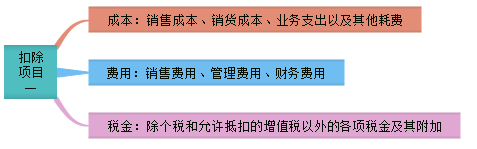 成本：销售成本、销货成本、业务支出以及其他耗费
扣除
项目
一
费用：销售费用、管理费用、财务费用
税金：除个税和允许抵扣的增值税以外的各项税金及其附加